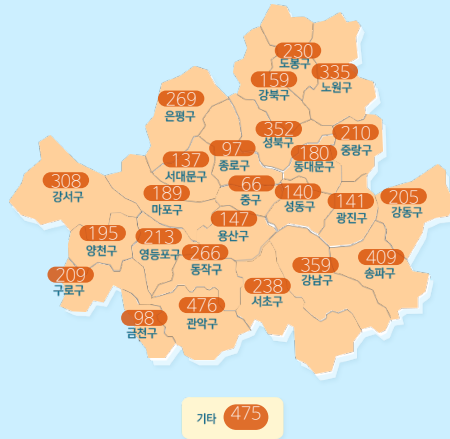 230
도봉구
159
강북구
335
노원구
269
은평구
352
성북구
210
중랑구
97
종로구
180
동대문구
137
서대문구
308
강서구
189
마포구
66
중구
140
성동구
141
광진구
205
강동구
147
용산구
195
양천구
213
영등포구
266
동작구
209
구로구
359
강남구
409
송파구
238
서초구
98
금천구
476
관악구
기타 475